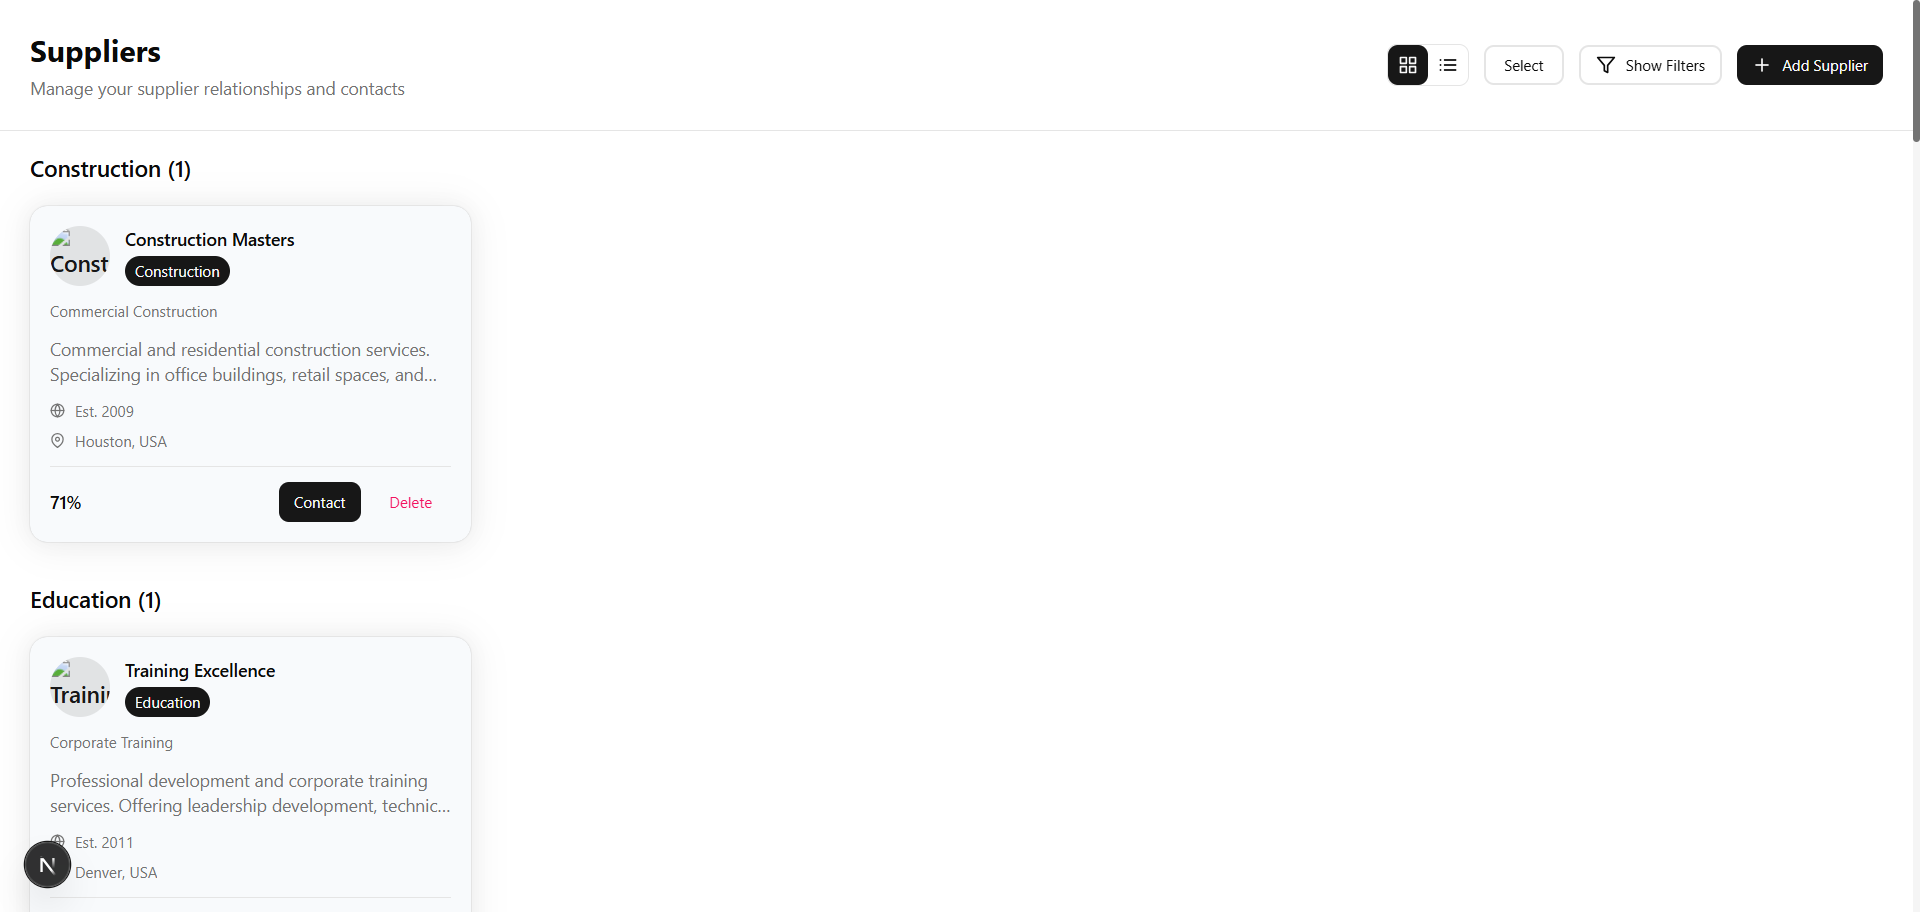 Suppliers
Manage your supplier relationships and contacts
Select
Show Filters
Add Supplier
Construction (1)
Const
Construction Masters
Construction
Commercial Construction
Commercial and residential construction services.
Specializing in office buildings, retail spaces, and...
Est. 2009
Houston, USA
71%
Contact
Delete
Education (1)
Traini
Training Excellence
Education
Corporate Training
Professional development and corporate training
services. Offering leadership development, technic...
Est. 2011
Denver, USA
N